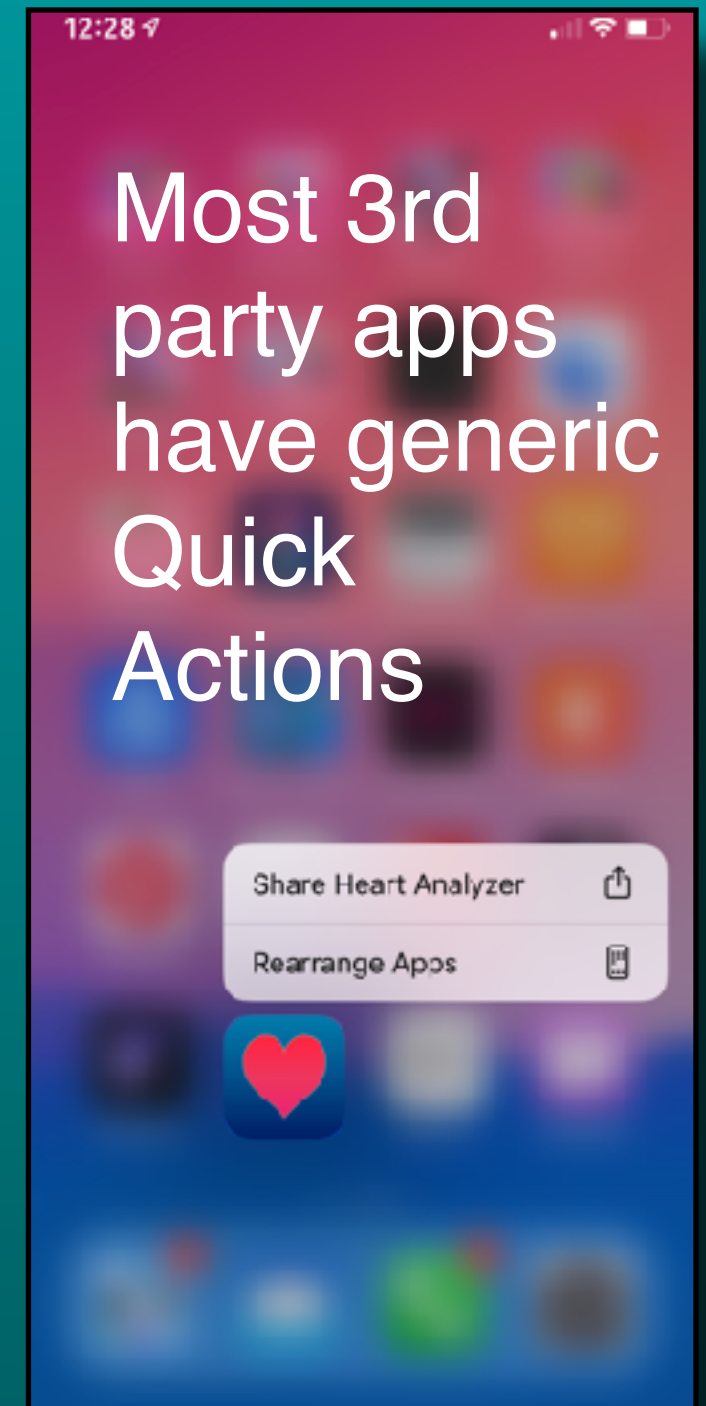 12:28
Most 3rd
party apps
have generic
Quick
Actions
Share Heart Analyzer
Rearrange Apps